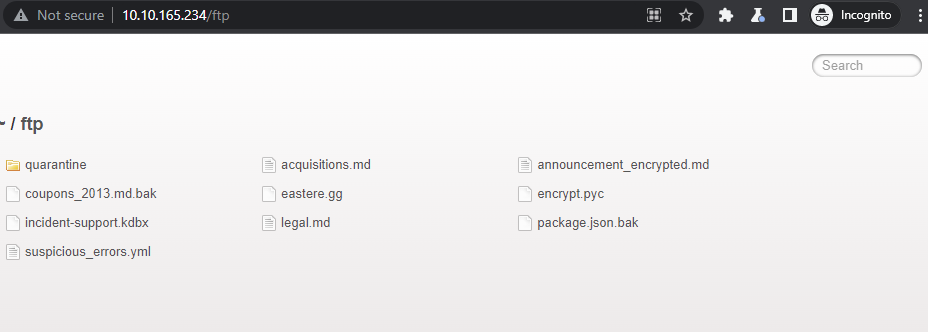 Not secure 10.10.165.234/ftp Incognito
Search
~ / ftp
quarantine acquisitions.md announcement_encrypted.md
coupons_2013.md.bak eastere.gg encrypt.pyc
incident-support.kdbx legal.md package.json.bak
suspicious_errors.yml